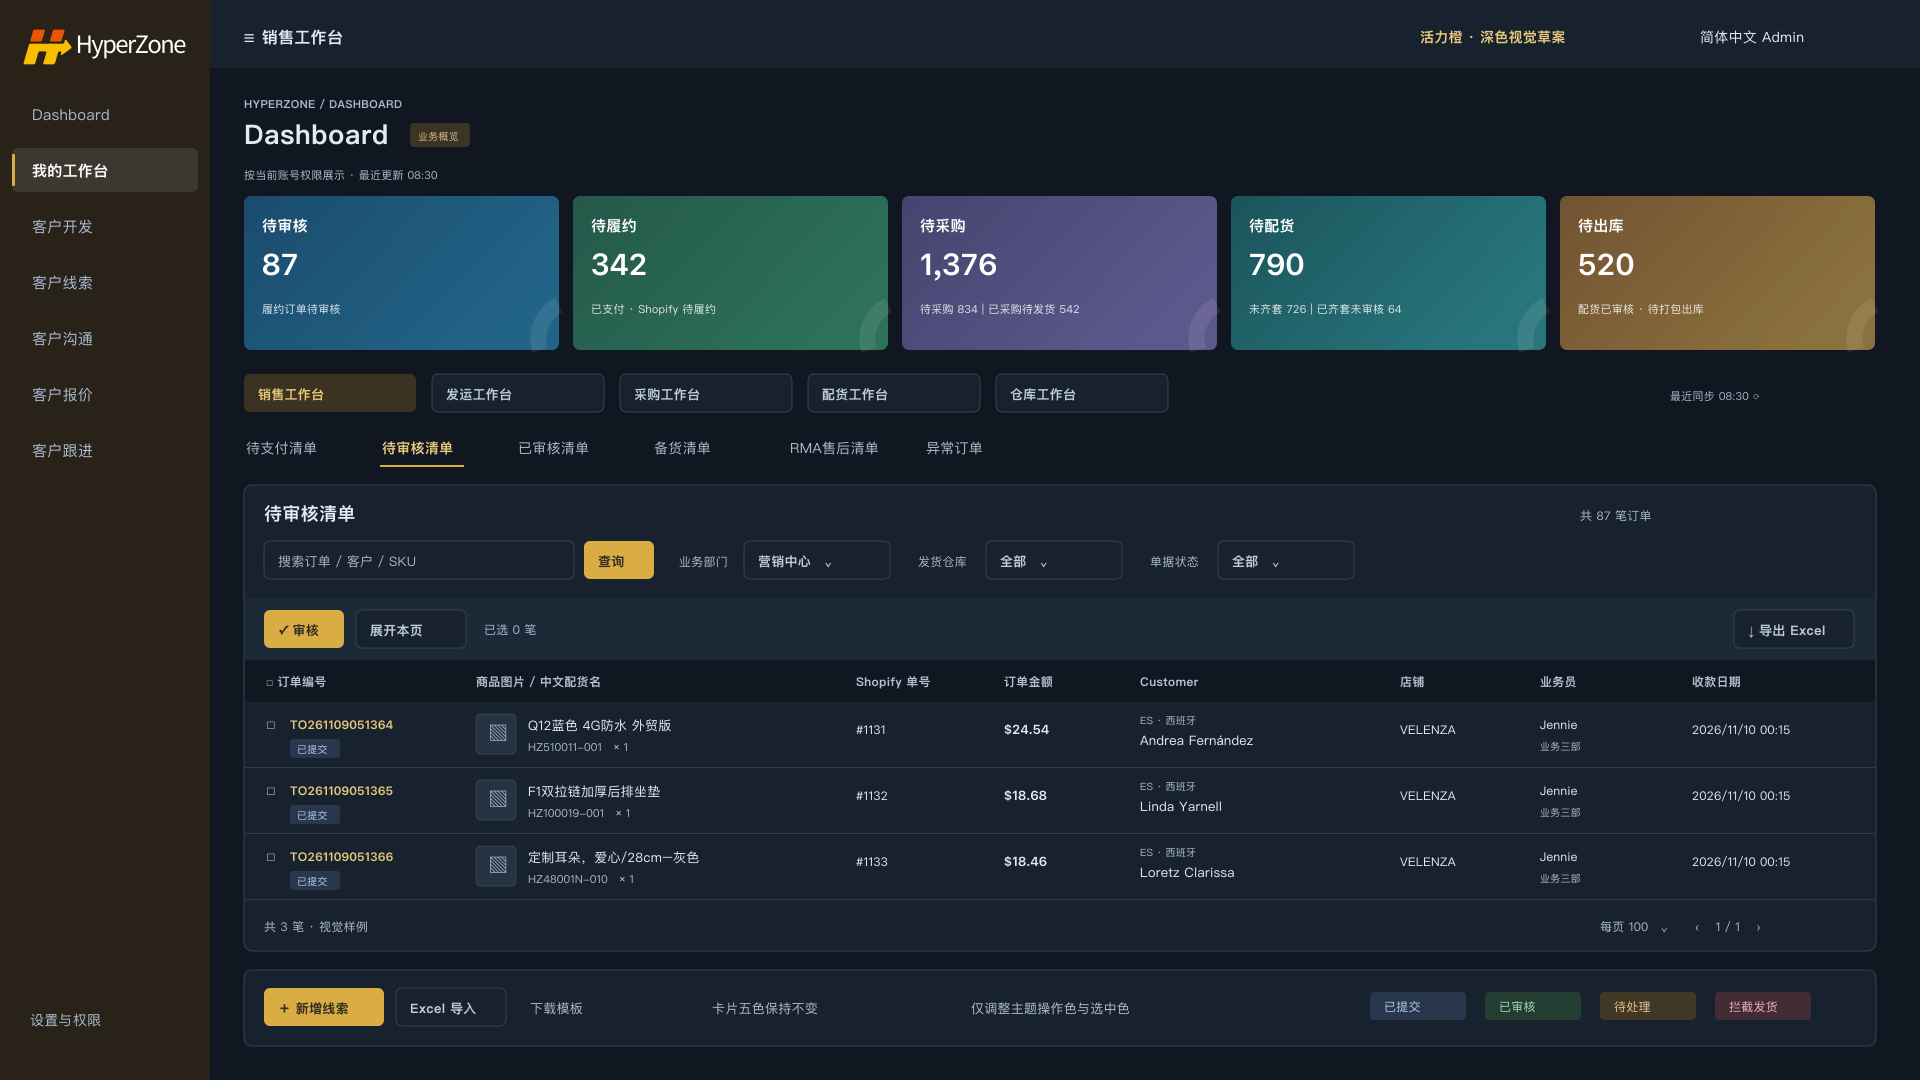 HyperZone
≡ 销售工作台
活力橙 · 深色视觉草案
简体中文 Admin
Dashboard
我的工作台
客户开发
客户线索
客户沟通
客户报价
客户跟进
设置与权限
HYPERZONE / DASHBOARD
Dashboard
业务概览
按当前账号权限展示 · 最近更新 08:30
待审核
87
履约订单待审核
待履约
342
已支付 · Shopify 待履约
待采购
1,376
待采购 834 | 已采购待发货 542
待配货
790
未齐套 726 | 已齐套未审核 64
待出库
520
配货已审核 · 待打包出库
销售工作台
发运工作台
采购工作台
配货工作台
仓库工作台
最近同步 08:30
待支付清单
待审核清单
已审核清单
备货清单
RMA售后清单
异常订单
待审核清单
共 87 笔订单
搜索订单 / 客户 / SKU
查询
业务部门
营销中心
发货仓库
全部
单据状态
全部
✓ 审核
展开本页
已选 0 笔
↓ 导出 Excel
□ 订单编号
商品图片 / 中文配货名
Shopify 单号
订单金额
Customer
店铺
业务员
收款日期
TO261109051364
已提交
Q12蓝色 4G防水 外贸版
HZ510011-001 × 1
#1131
$24.54
ES · 西班牙
Andrea Fernández
VELENZA
Jennie
业务三部
2026/11/10 00:15
TO261109051365
已提交
F1双拉链加厚后排坐垫
HZ100019-001 × 1
#1132
$18.68
ES · 西班牙
Linda Yarnell
VELENZA
Jennie
业务三部
2026/11/10 00:15
TO261109051366
已提交
定制耳朵，爱心/28cm—灰色
HZ48001N-010 × 1
#1133
$18.46
ES · 西班牙
Loretz Clarissa
VELENZA
Jennie
业务三部
2026/11/10 00:15
共 3 笔 · 视觉样例
每页 100
‹ 1 / 1 ›
+ 新增线索
Excel 导入
下载模板
卡片五色保持不变
仅调整主题操作色与选中色
已提交
已审核
待处理
拦截发货